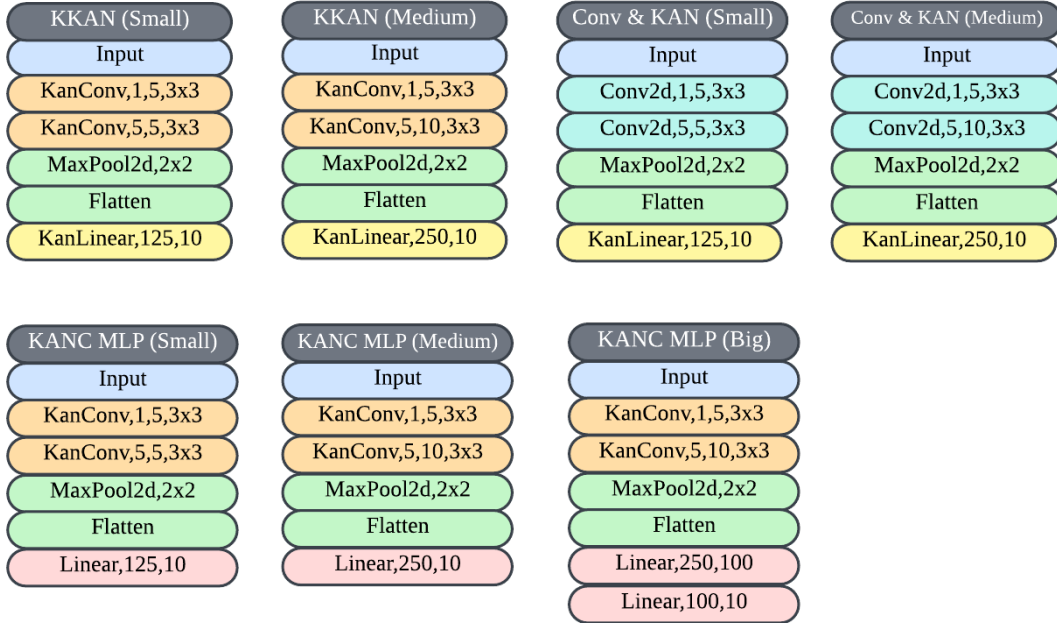 KKAN (Small)
Input
KanConv,1,5,3x3
KanConv,5,5,3x3
MaxPool2d,2x2
Flatten
KanLinear,125,10
KKAN (Medium)
Input
KanConv,1,5,3x3
KanConv,5,10,3x3
MaxPool2d,2x2
Flatten
KanLinear,250,10
Conv & KAN (Small)
Input
Conv2d,1,5,3x3
Conv2d,5,5,3x3
MaxPool2d,2x2
Flatten
KanLinear,125,10
Conv & KAN (Medium)
Input
Conv2d,1,5,3x3
Conv2d,5,10,3x3
MaxPool2d,2x2
Flatten
KanLinear,250,10
KANC MLP (Small)
Input
KanConv,1,5,3x3
KanConv,5,5,3x3
MaxPool2d,2x2
Flatten
Linear,125,10
KANC MLP (Medium)
Input
KanConv,1,5,3x3
KanConv,5,10,3x3
MaxPool2d,2x2
Flatten
Linear,250,10
KANC MLP (Big)
Input
KanConv,1,5,3x3
KanConv,5,10,3x3
MaxPool2d,2x2
Flatten
Linear,250,100
Linear,100,10